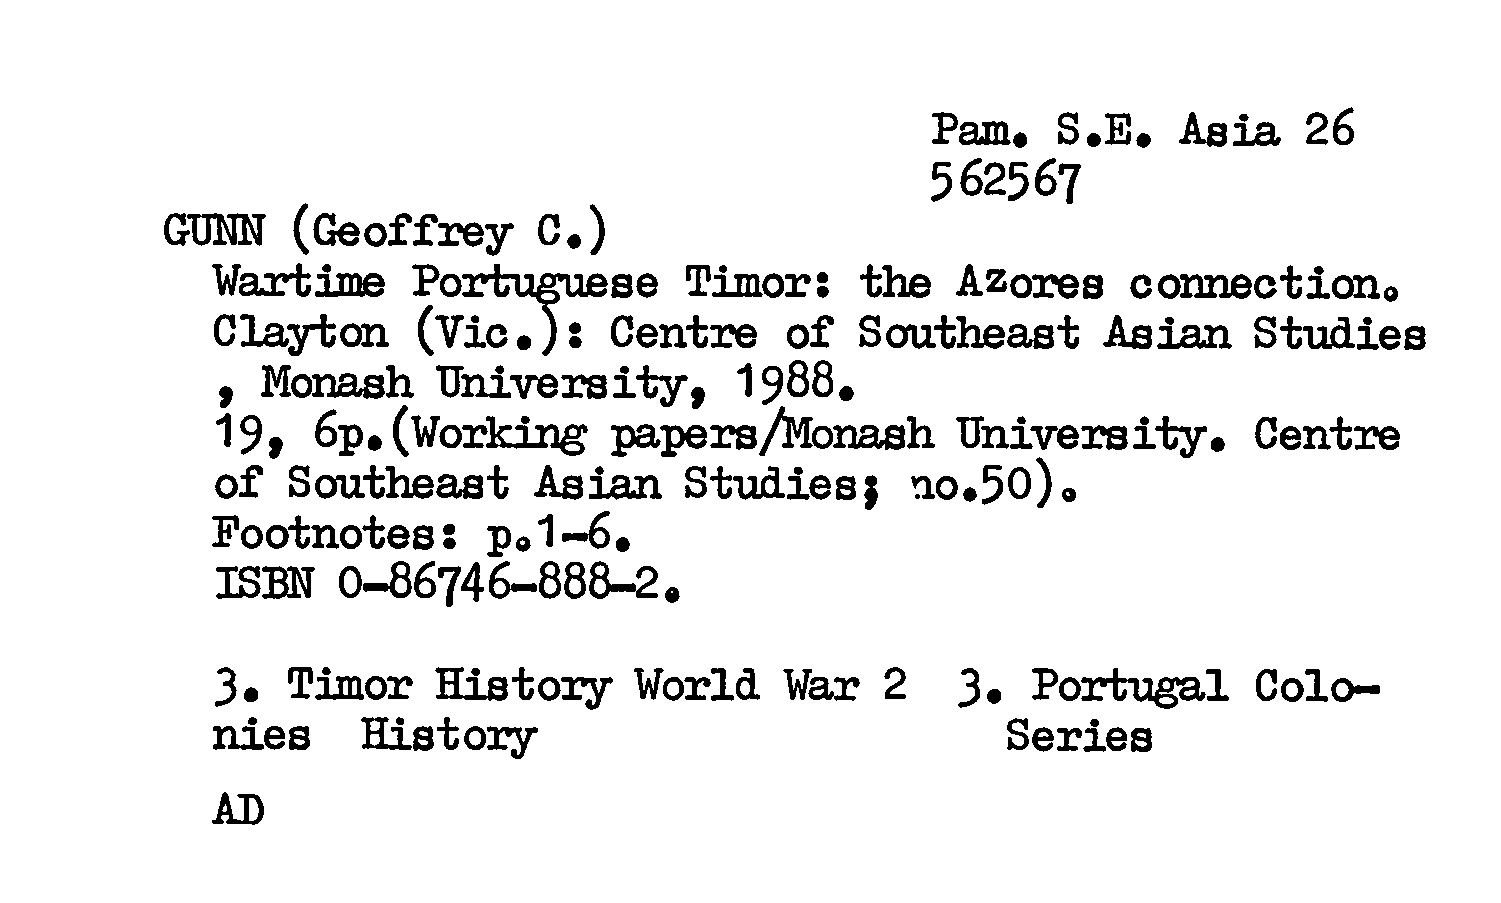 Pam. S.E. Asia 26
562567
GUNN (Geoffrey C.)
Wartime Portuguese Timor: the Azores connection.
Clayton (Vic.): Centre of Southeast Asian Studies
, Monash University, 1988.
19, 6p.(Working papers/Monash University. Centre
of Southeast Asian Studies; no.50).
Footnotes: p.1-6.
ISBN 0-86746-888-2.
3. Timor History World War 2 3. Portugal Colo-
nies History Series
AD